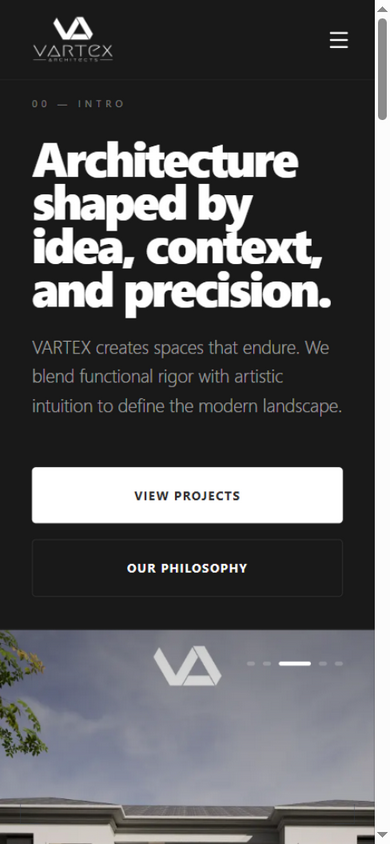 VARTEX
ARCHITECTS
00 — INTRO
Architecture
shaped by
idea, context,
and precision.
VARTEX creates spaces that endure. We
blend functional rigor with artistic
intuition to define the modern landscape.
VIEW PROJECTS
OUR PHILOSOPHY